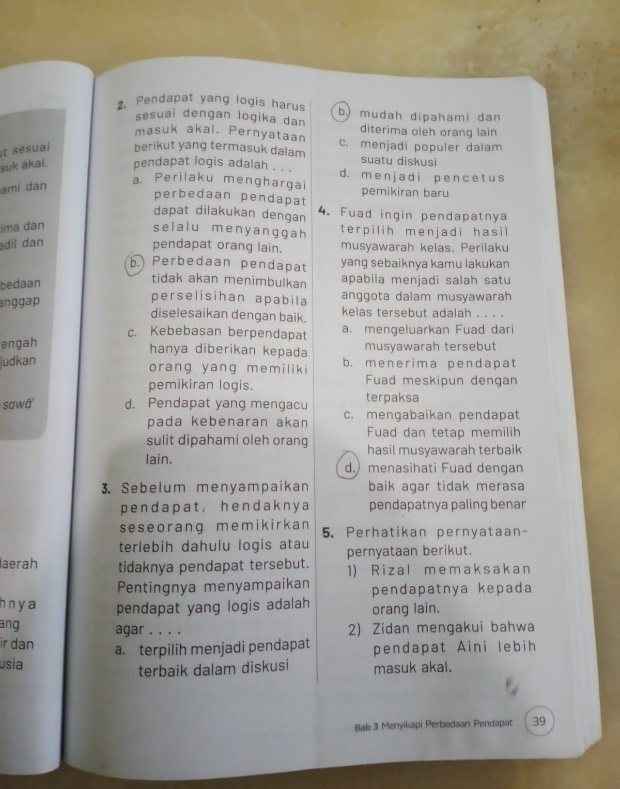 ut sesuai
suk akal.
ami dan
ima dan
adil dan
bedaan
anggap
engah
judkan
sawā'
daerah
hnya
ang
ir dan
usia
2. Pendapat yang logis harus
sesuai dengan logika dan
masuk akal. Pernyataan
berikut yang termasuk dalam
pendapat logis adalah . . .
a. Perilaku menghargai
perbedaan pendapat
dapat dilakukan dengan
selalu menyanggah
pendapat orang lain.
b. Perbedaan pendapat
tidak akan menimbulkan
perselisihan apabila
diselesaikan dengan baik.
c. Kebebasan berpendapat
hanya diberikan kepada
orang yang memiliki
pemikiran logis.
d. Pendapat yang mengacu
pada kebenaran akan
sulit dipahami oleh orang
lain.
3. Sebelum menyampaikan
pendapat, hendaknya
seseorang memikirkan
terlebih dahulu logis atau
tidaknya pendapat tersebut.
Pentingnya menyampaikan
pendapat yang logis adalah
agar . . . .
a. terpilih menjadi pendapat
terbaik dalam diskusi
b. mudah dipahami dan
diterima oleh orang lain
c. menjadi populer dalam
suatu diskusi
d. menjadi pencetus
pemikiran baru
4. Fuad ingin pendapatnya
terpilih menjadi hasil
musyawarah kelas. Perilaku
yang sebaiknya kamu lakukan
apabila menjadi salah satu
anggota dalam musyawarah
kelas tersebut adalah . . . .
a. mengeluarkan Fuad dari
musyawarah tersebut
b. menerima pendapat
Fuad meskipun dengan
terpaksa
c. mengabaikan pendapat
Fuad dan tetap memilih
hasil musyawarah terbaik
d. menasihati Fuad dengan
baik agar tidak merasa
pendapatnya paling benar
5. Perhatikan pernyataan-
pernyataan berikut.
1) Rizal memaksakan
pendapatnya kepada
orang lain.
2) Zidan mengakui bahwa
pendapat Aini lebih
masuk akal.
Bab 3 Menyikapi Perbedaan Pendapat 39